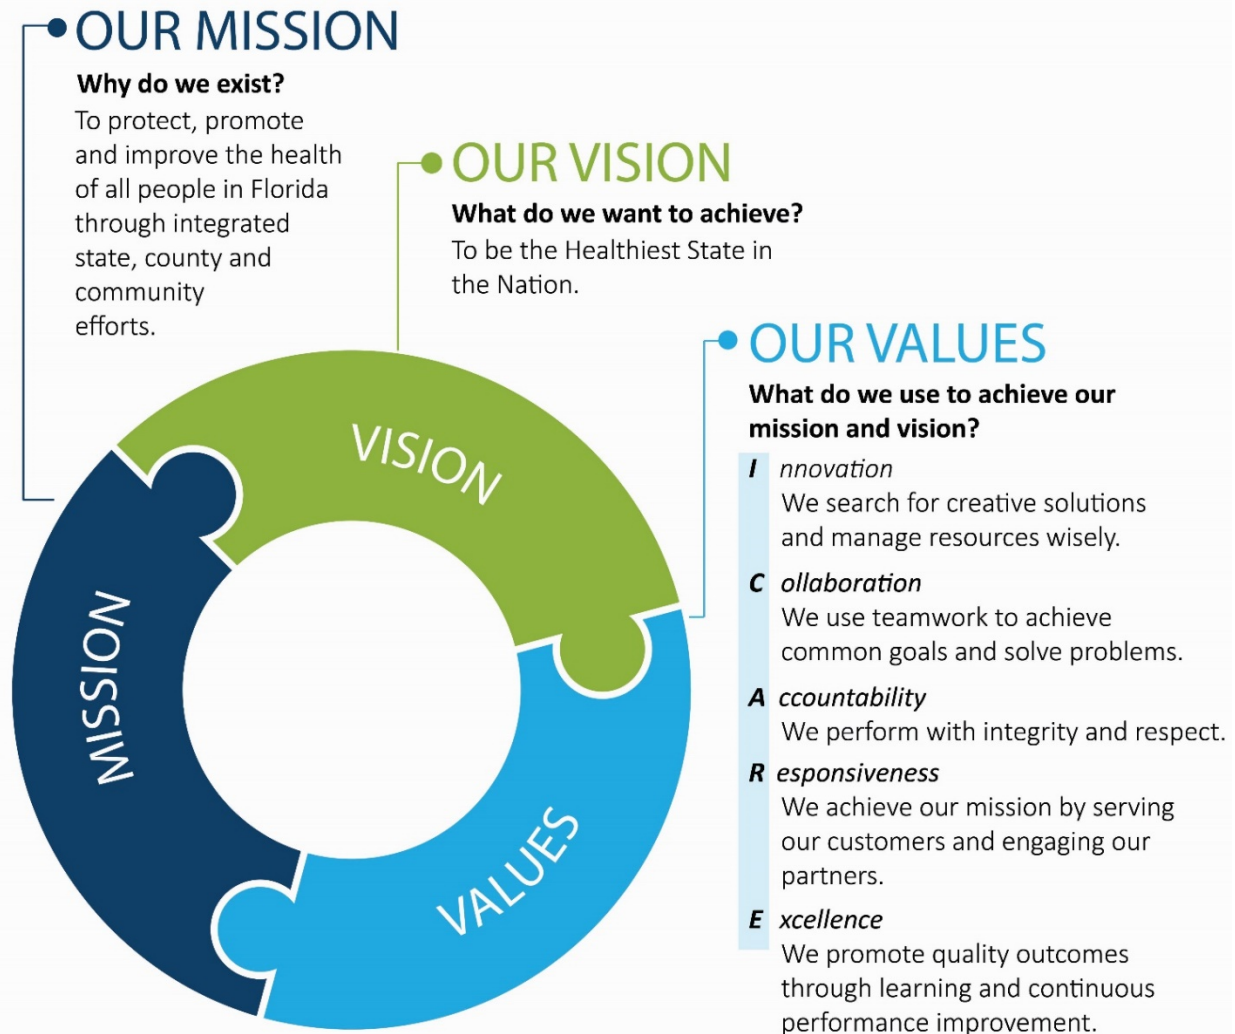 OUR MISSION
Why do we exist?
To protect, promote
and improve the health
of all people in Florida
through integrated
state, county and
community
efforts.
OUR VISION
What do we want to achieve?
To be the Healthiest State in
the Nation.
OUR VALUES
What do we use to achieve our
mission and vision?
I nnovation
We search for creative solutions
and manage resources wisely.
C ollaboration
We use teamwork to achieve
common goals and solve problems.
A ccountability
We perform with integrity and respect.
R esponsiveness
We achieve our mission by serving
our customers and engaging our
partners.
E xcellence
We promote quality outcomes
through learning and continuous
performance improvement.
VISION
MISSION
VALUES